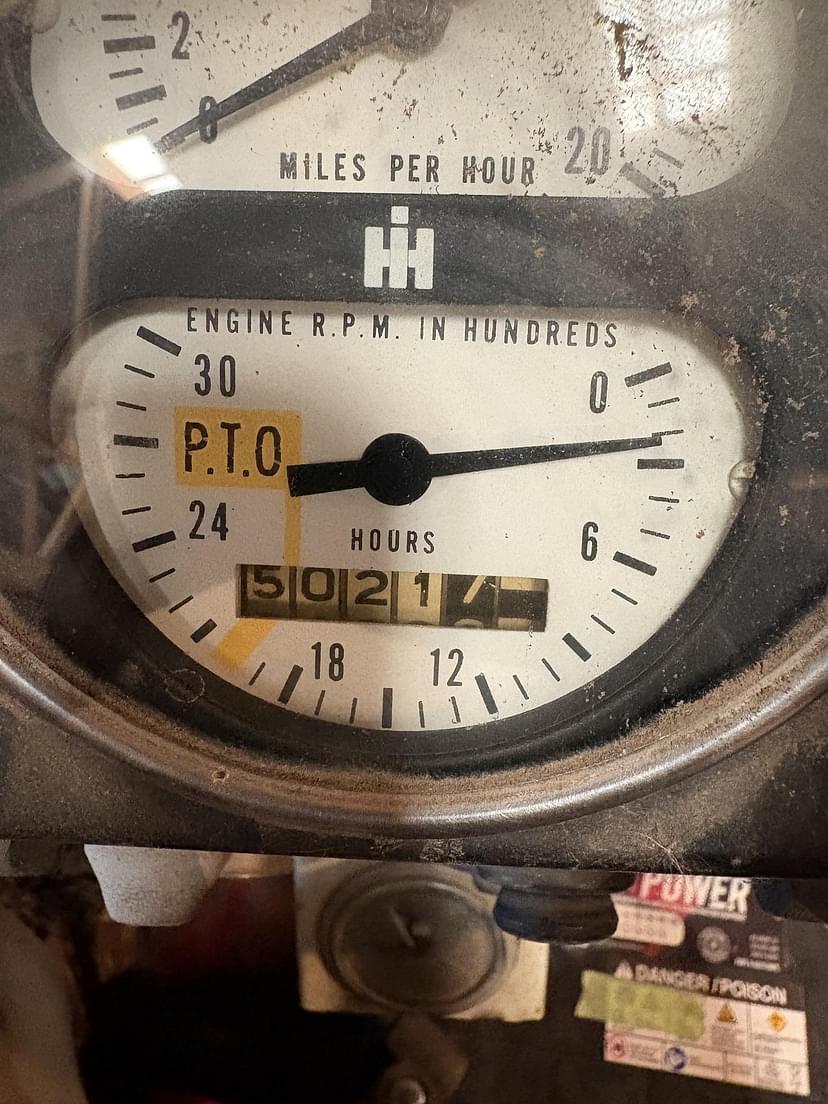 2
0
20
MILES PER HOUR
IH
ENGINE R.P.M. IN HUNDREDS
30
0
P.T.O
24
6
HOURS
5021
18
12
POWER
DANGER/POISON